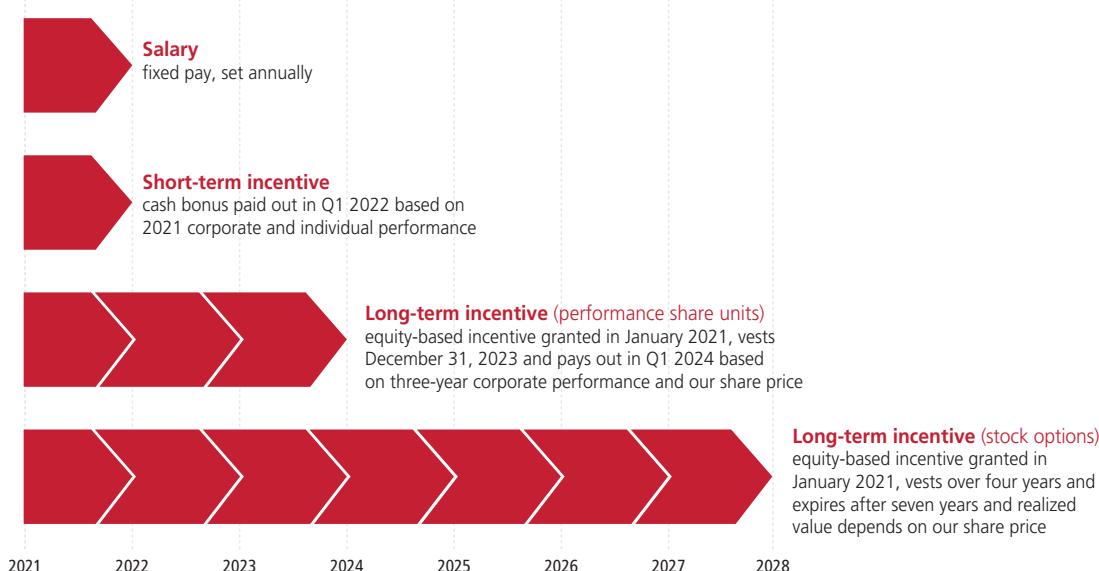 Salary
fixed pay, set annually
Short-term incentive
cash bonus paid out in Q1 2022 based on
2021 corporate and individual performance
Long-term incentive (performance share units)
equity-based incentive granted in January 2021, vests
December 31, 2023 and pays out in Q1 2024 based
on three-year corporate performance and our share price
Long-term incentive (stock options)
equity-based incentive granted in
January 2021, vests over four years and
expires after seven years and realized
value depends on our share price
2021 2022 2023 2024 2025 2026 2027 2028